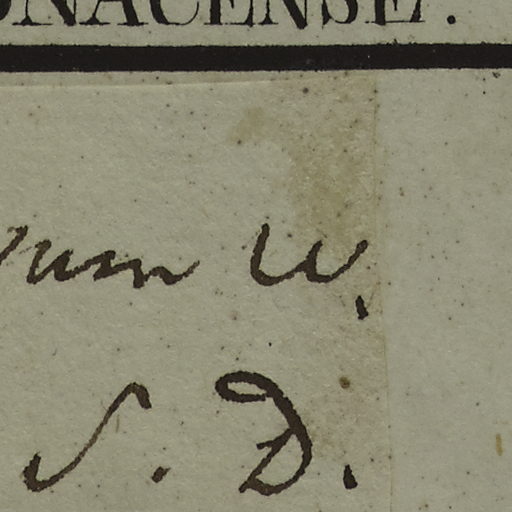 ONACENSE.
um W.
S. D.